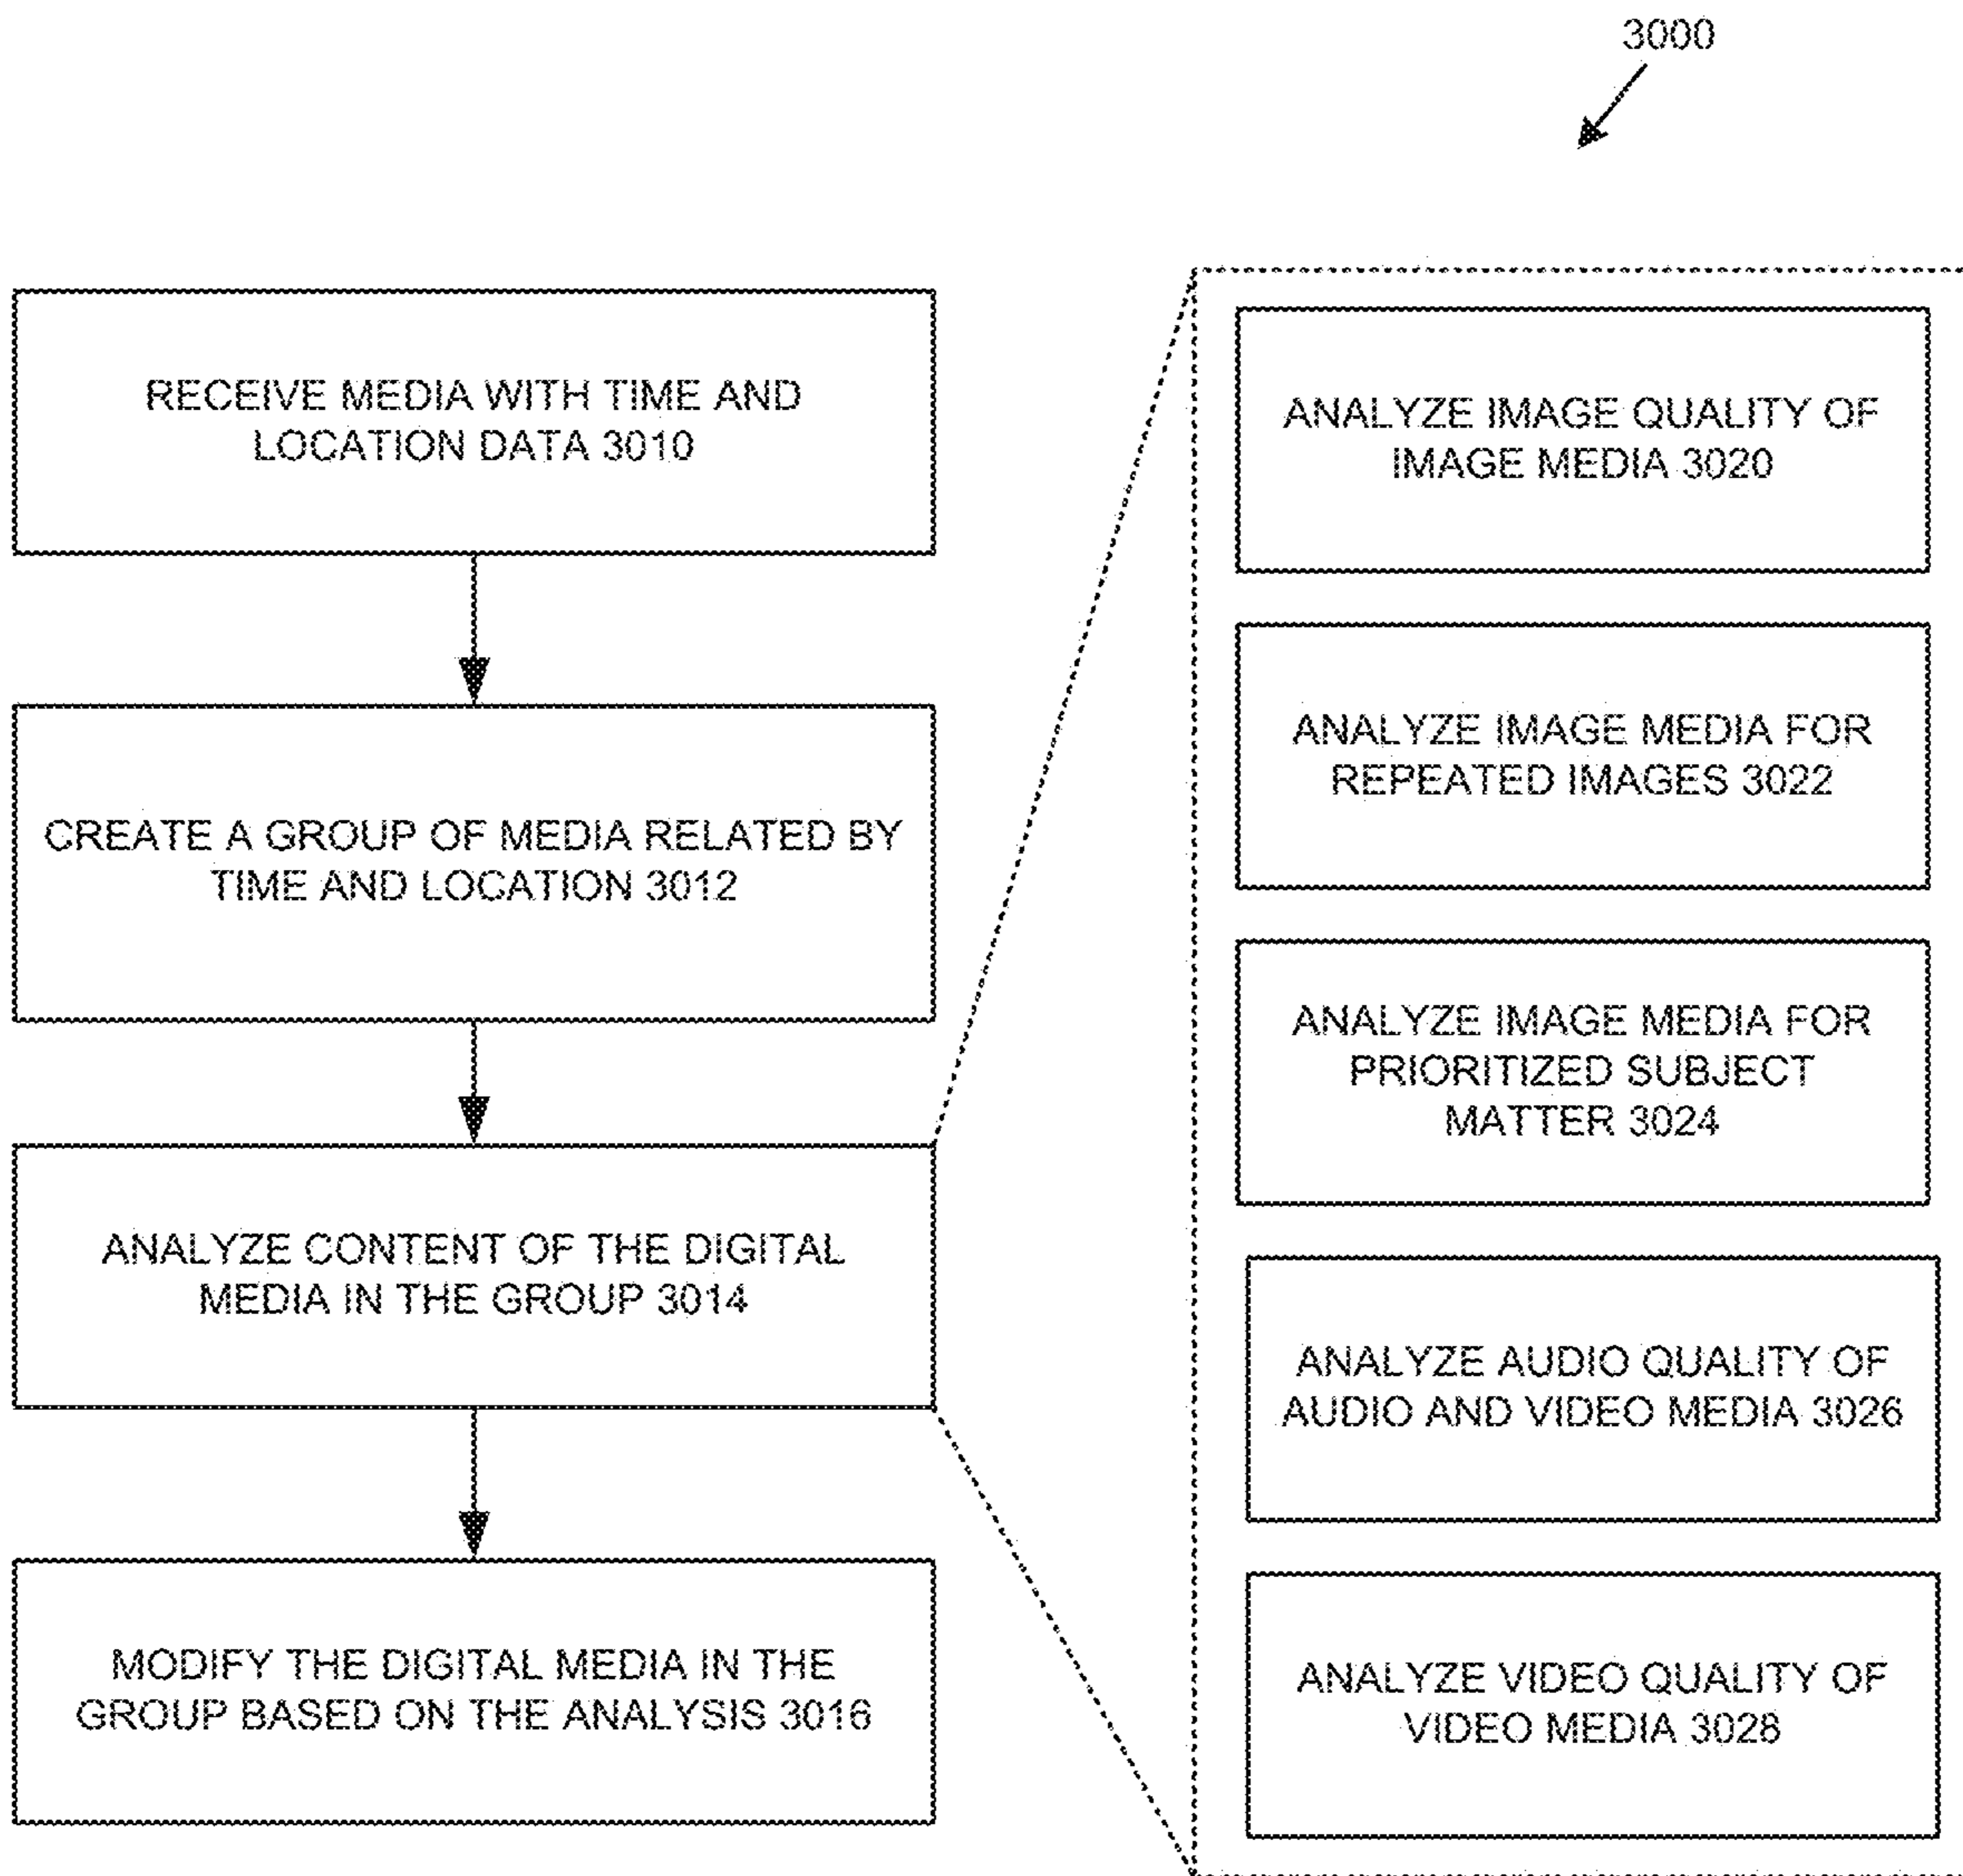 3000
RECEIVE MEDIA WITH TIME AND
LOCATION DATA 3010
CREATE A GROUP OF MEDIA RELATED BY
TIME AND LOCATION 3012
ANALYZE CONTENT OF THE DIGITAL
MEDIA IN THE GROUP 3014
MODIFY THE DIGITAL MEDIA IN THE
GROUP BASED ON THE ANALYSIS 3016
ANALYZE IMAGE QUALITY OF
IMAGE MEDIA 3020
ANALYZE IMAGE MEDIA FOR
REPEATED IMAGES 3022
ANALYZE IMAGE MEDIA FOR
PRIORITIZED SUBJECT
MATTER 3024
ANALYZE AUDIO QUALITY OF
AUDIO AND VIDEO MEDIA 3026
ANALYZE VIDEO QUALITY OF
VIDEO MEDIA 3028